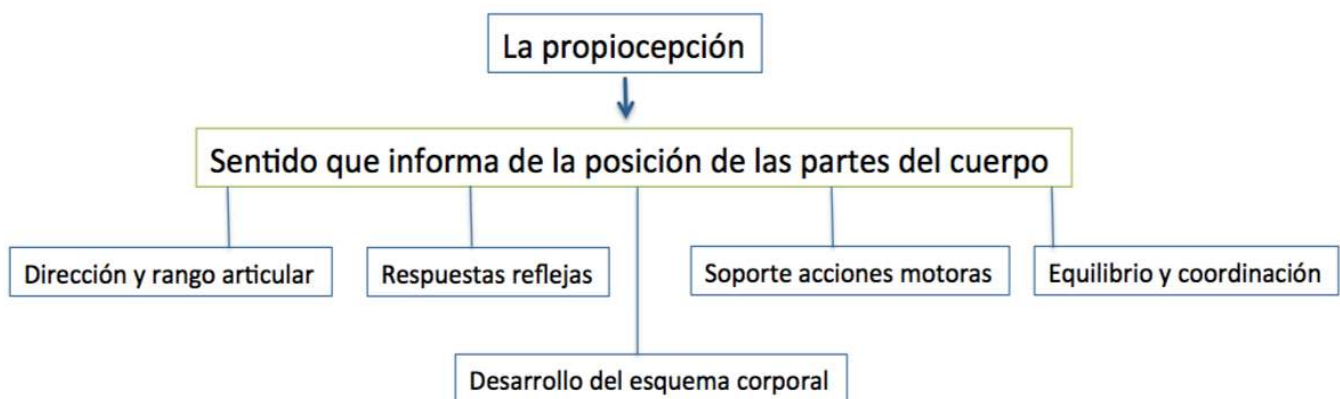 La propiocepción
Sentido que informa de la posición de las partes del cuerpo
Dirección y rango articular
Respuestas reflejas
Soporte acciones motoras
Equilibrio y coordinación
Desarrollo del esquema corporal